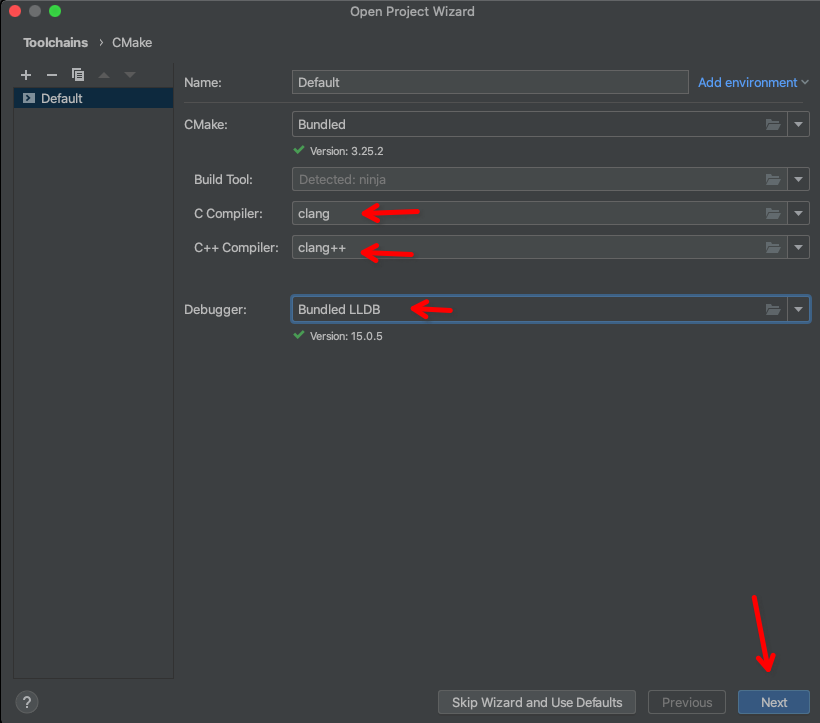 Open Project Wizard
Toolchains › CMake
Default
Name: Default Add environment
CMake: Bundled
Version: 3.25.2
Build Tool: Detected: ninja
C Compiler: clang
C++ Compiler: clang++
Debugger: Bundled LLDB
Version: 15.0.5
? Skip Wizard and Use Defaults Previous Next